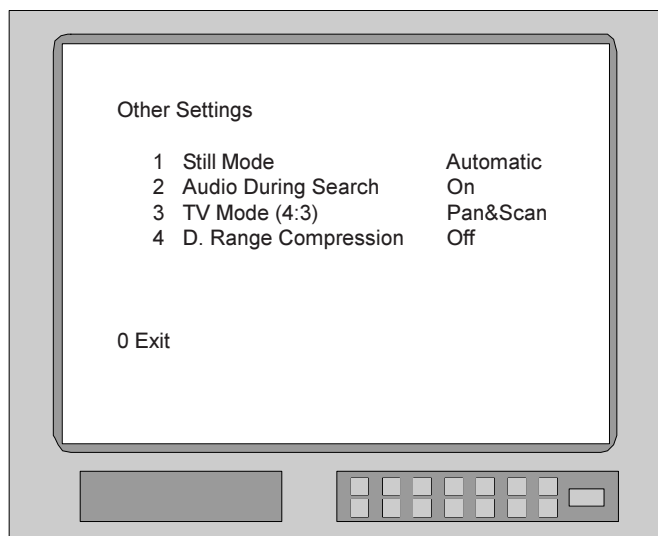 Other Settings
1 Still Mode Automatic
2 Audio During Search On
3 TV Mode (4:3) Pan&Scan
4 D. Range Compression Off
0 Exit